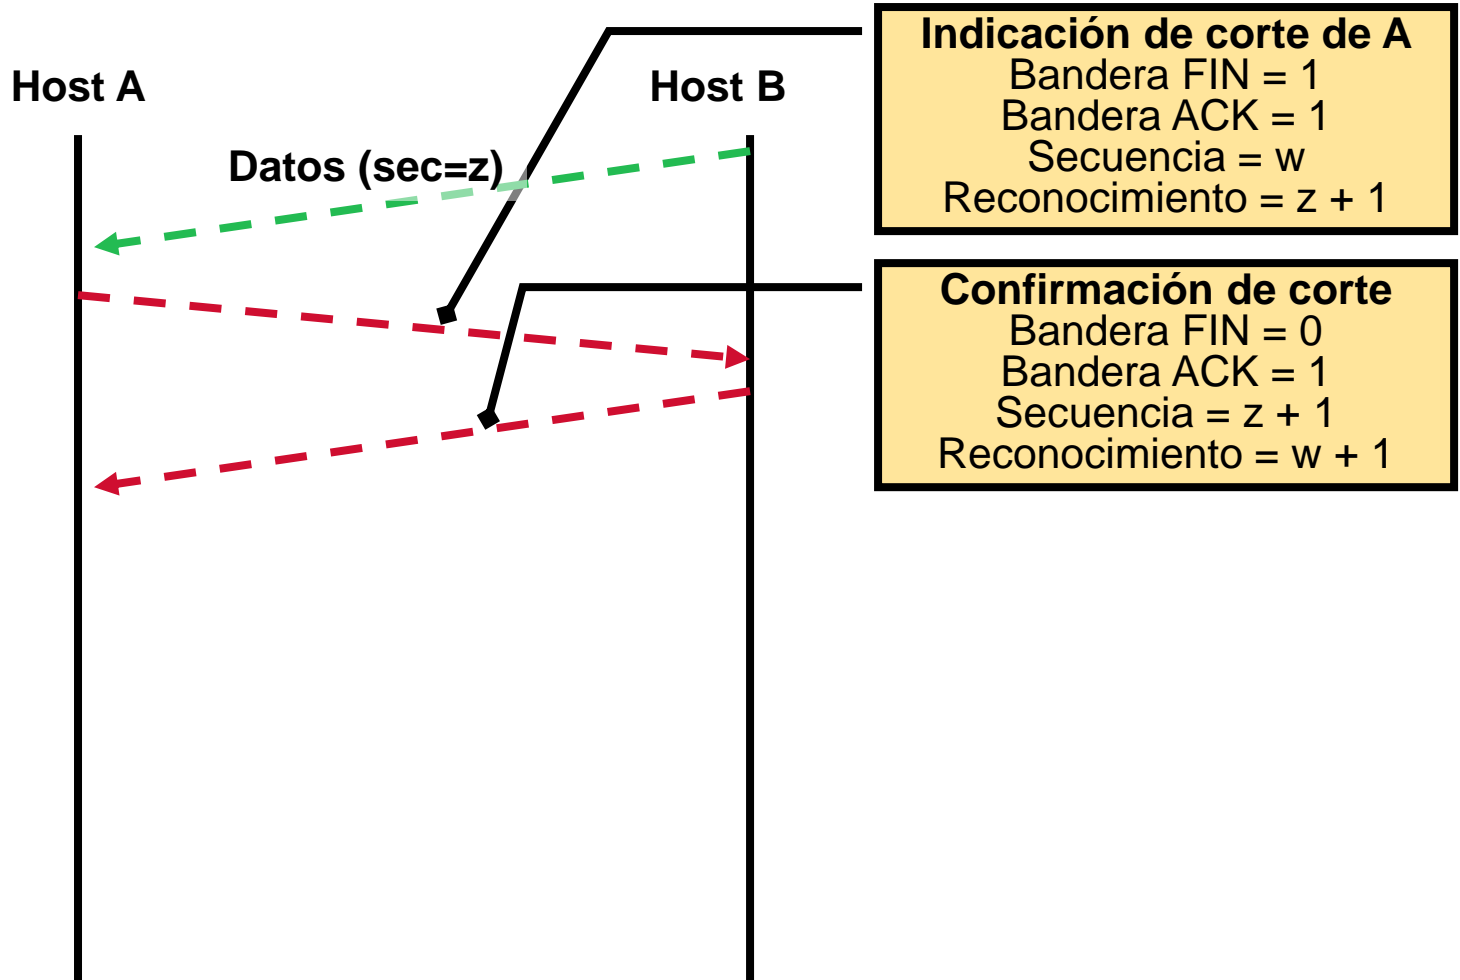 Host A
Host B
Datos (sec=z)
Indicación de corte de A
Bandera FIN = 1
Bandera ACK = 1
Secuencia = w
Reconocimiento = z + 1
Confirmación de corte
Bandera FIN = 0
Bandera ACK = 1
Secuencia = z + 1
Reconocimiento = w + 1